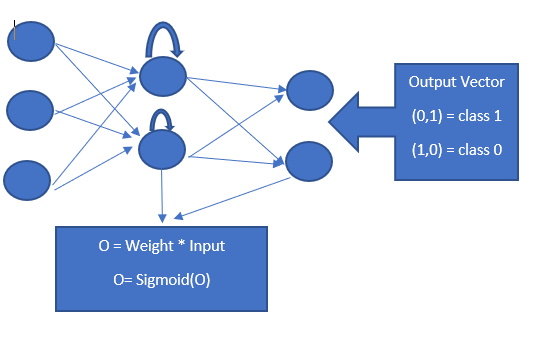 Output Vector
(0,1) = class 1
(1,0) = class 0
O = Weight * Input
O= Sigmoid(O)